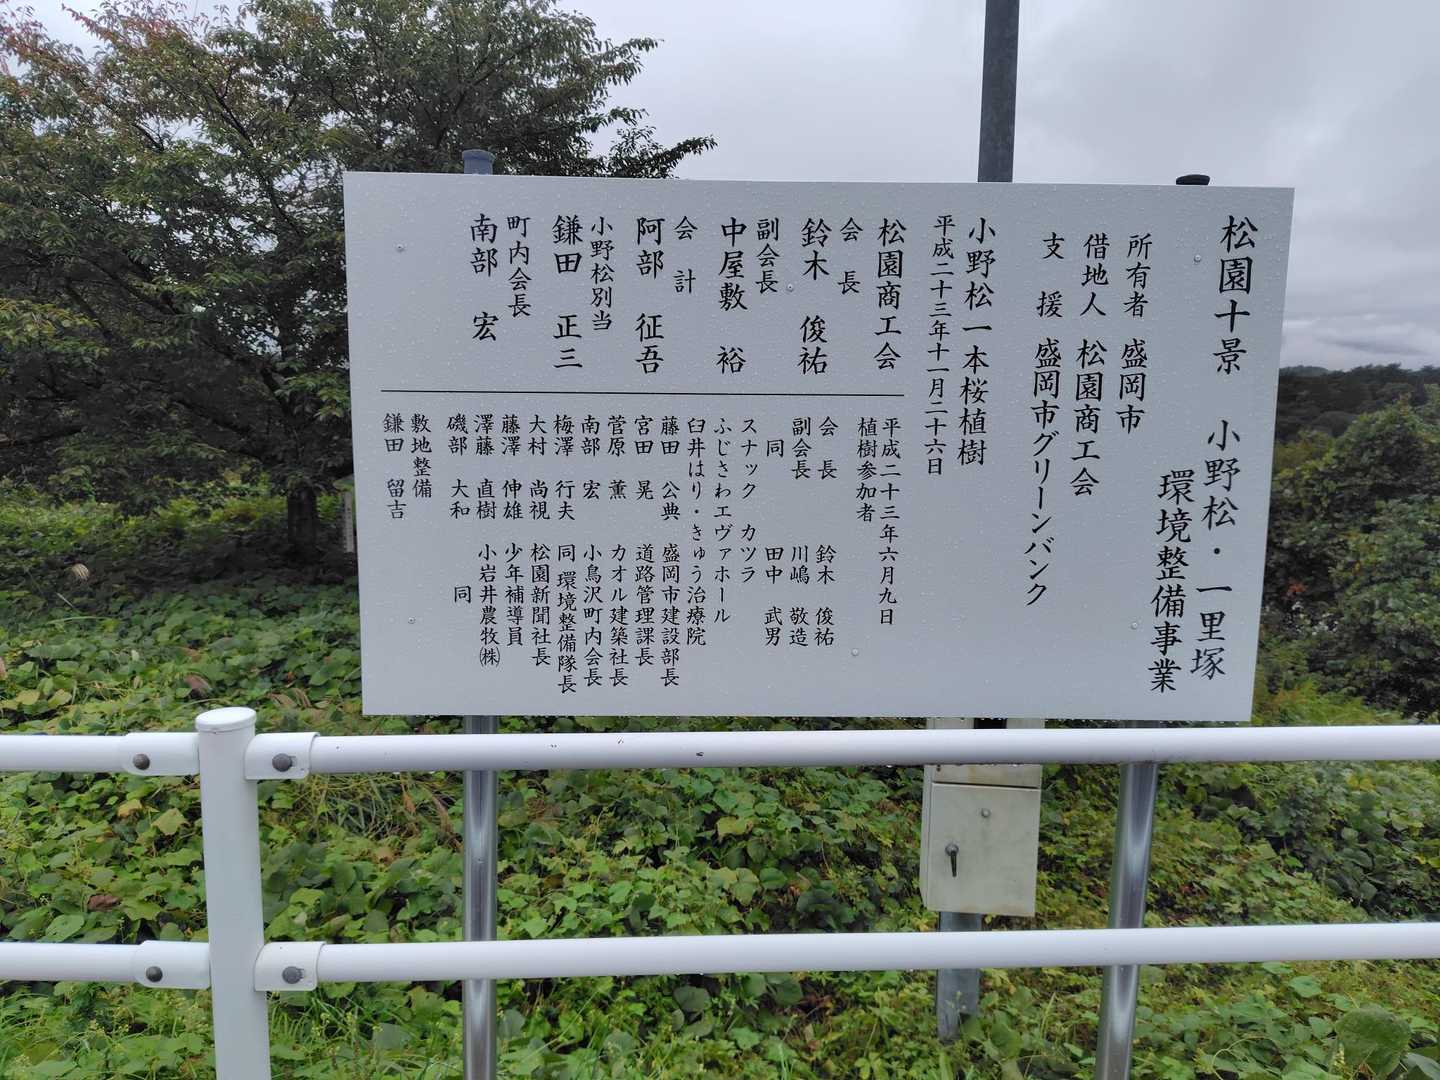 松園十景　小野松・一里塚
環境整備事業
所有者　盛岡市
借地人　松園商工会
支　援　盛岡市グリーンバンク
小野松一本桜植樹
平成二十三年十一月二十六日
松園商工会
会　長
鈴木　俊祐
副会長
中屋敷　裕
会　計
阿部　征吾
小野松別当
鎌田　正三
町内会長
南部　宏
平成二十三年六月九日
植樹参加者
会　長　鈴木　俊祐
副会長　川嶋　敬造
同　田中　武男
スナック　カツラ
ふじさわエヴァホール
臼井はり・きゅう治療院
藤田　公典　盛岡市建設部長
宮田　晃　道路管理課長
菅原　薫　カオル建築社長
南部　宏　小鳥沢町内会長
梅澤　行夫　同　環境整備隊長
大村　尚視　松園新聞社長
藤澤　伸雄　少年補導員
澤藤　直樹　小岩井農牧㈱
磯部　大和　同
敷地整備
鎌田　留吉